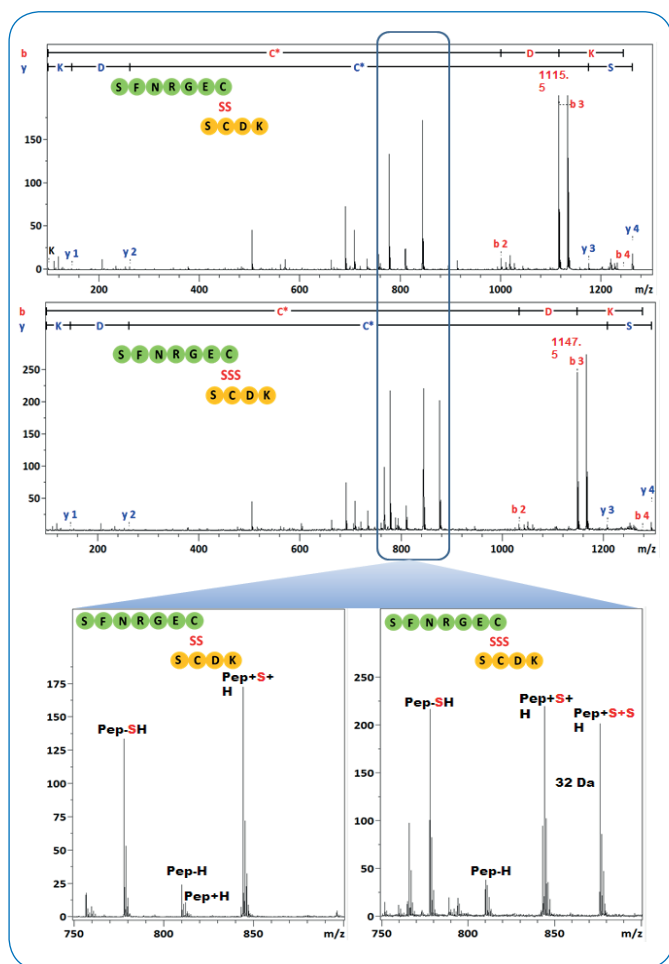 b C* D K
y K D C* S
S F N R G E C
SS
S C D K
1115.
5
b 3
150
100
50
0
K
y 1
y 2
b 2
y 3
b 4
y 4
200 400 600 800 1000 1200 m/z
b C* D K
y K D C* S
S F N R G E C
SSS
S C D K
1147.
5
b 3
250
200
150
100
50
y 1
y 2
b 2
y 3
b 4
y 4
200 400 600 800 1000 1200 m/z
S F N R G E C
SS
S C D K
Pep+S+
H
Pep-SH
Pep-H
Pep+H
175
150
125
100
75
50
25
0
750 800 850 m/z
S F N R G E C
SSS
S C D K
Pep-SH
Pep+S+
H
Pep+S+S
H
32 Da
Pep-H
250
200
150
100
50
0
750 800 850 m/z